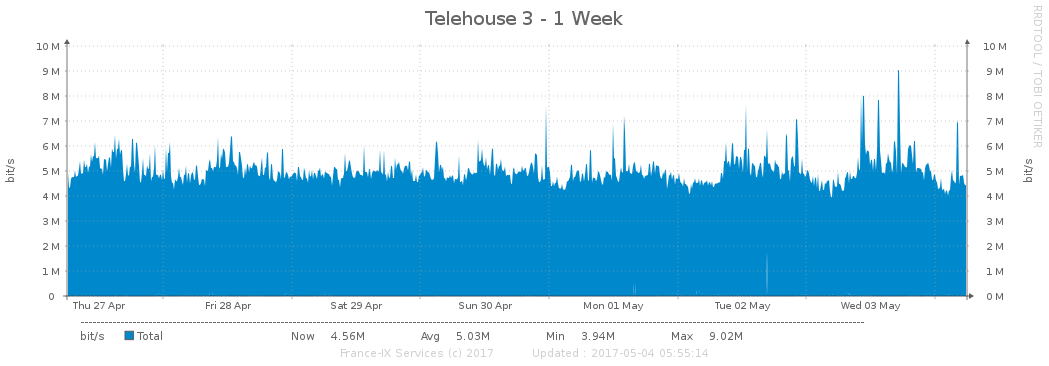 Telehouse 3 - 1 Week
RRDTOOL / TOBI OETIKER
bit/s
10 M 10 M
9 M 9 M
8 M 8 M
7 M 7 M
6 M 6 M
5 M 5 M
4 M 4 M
3 M 3 M
2 M 2 M
1 M 1 M
0 0 M
bit/s
Thu 27 Apr Fri 28 Apr Sat 29 Apr Sun 30 Apr Mon 01 May Tue 02 May Wed 03 May
bit/s Total Now 4.56M Avg 5.03M Min 3.94M Max 9.02M
France-IX Services (c) 2017 Updated : 2017-05-04 05:55:14